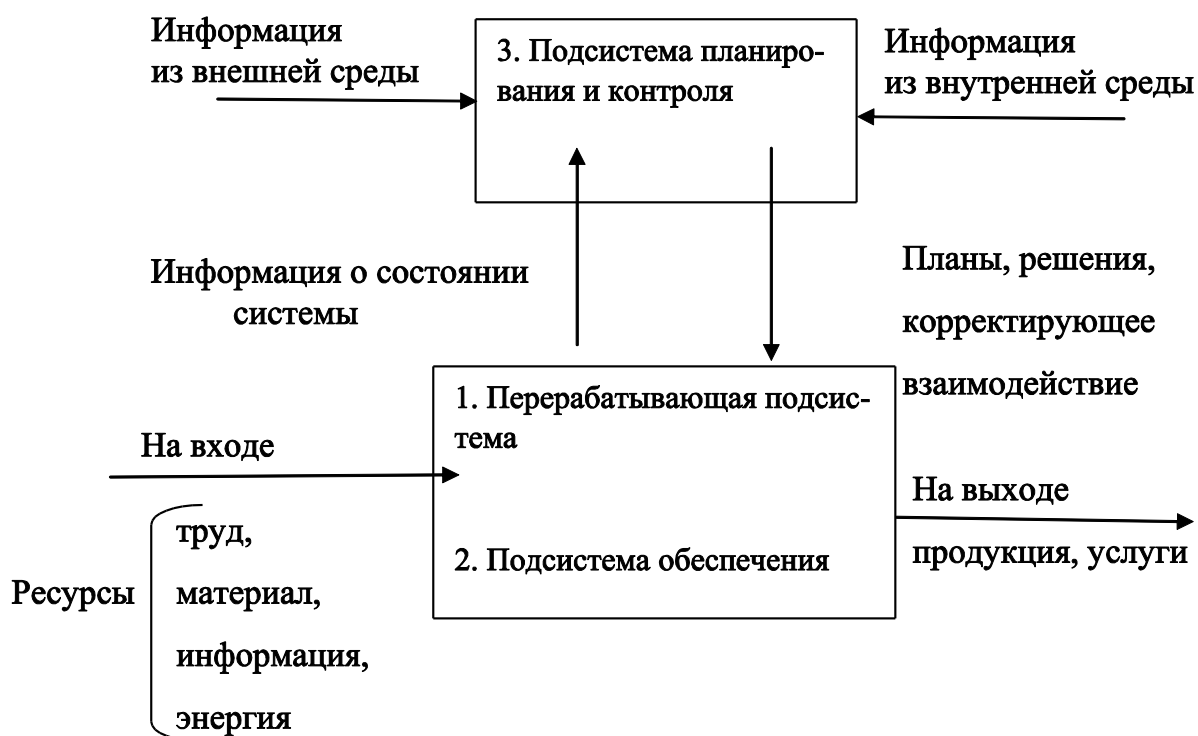 Информация
из внешней среды
3. Подсистема планиро-
вания и контроля
Информация
из внутренней среды
Информация о состоянии
системы
Планы, решения,
корректирующее
взаимодействие
1. Перерабатывающая подсис-
тема
2. Подсистема обеспечения
На входе
Ресурсы
труд,
материал,
информация,
энергия
На выходе
продукция, услуги